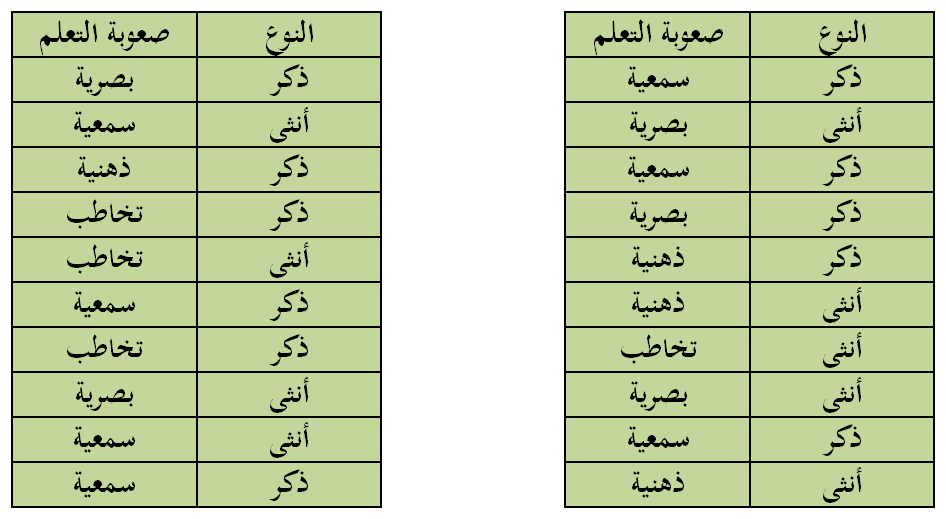 النوع صعوبة التعلم
ذكر سمعية
أنثى بصرية
ذكر سمعية
ذكر بصرية
ذكر ذهنية
أنثى ذهنية
أنثى تخاطب
أنثى بصرية
ذكر سمعية
أنثى ذهنية
النوع صعوبة التعلم
ذكر بصرية
أنثى سمعية
ذكر ذهنية
ذكر تخاطب
أنثى تخاطب
ذكر سمعية
ذكر تخاطب
أنثى بصرية
أنثى سمعية
ذكر سمعية